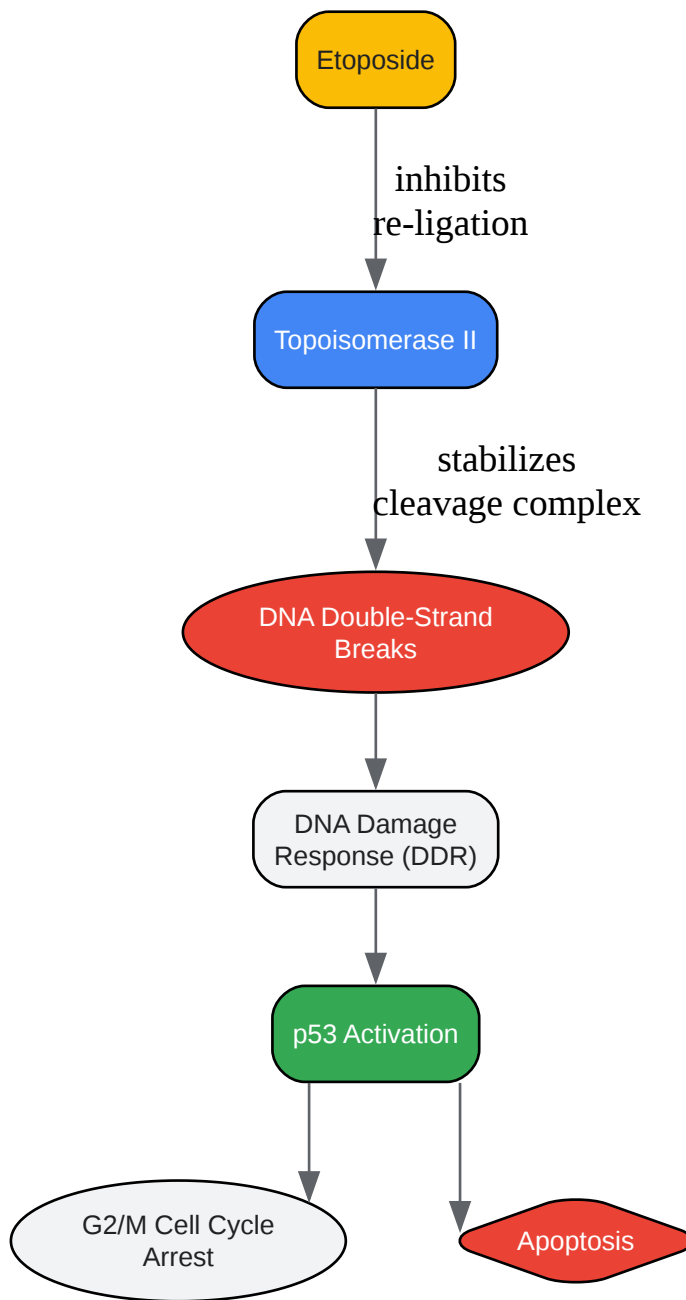 Etoposide
inhibits
re-ligation
Topoisomerase II
stabilizes
cleavage complex
DNA Double-Strand
Breaks
DNA Damage
Response (DDR)
p53 Activation
G2/M Cell Cycle
Arrest
Apoptosis